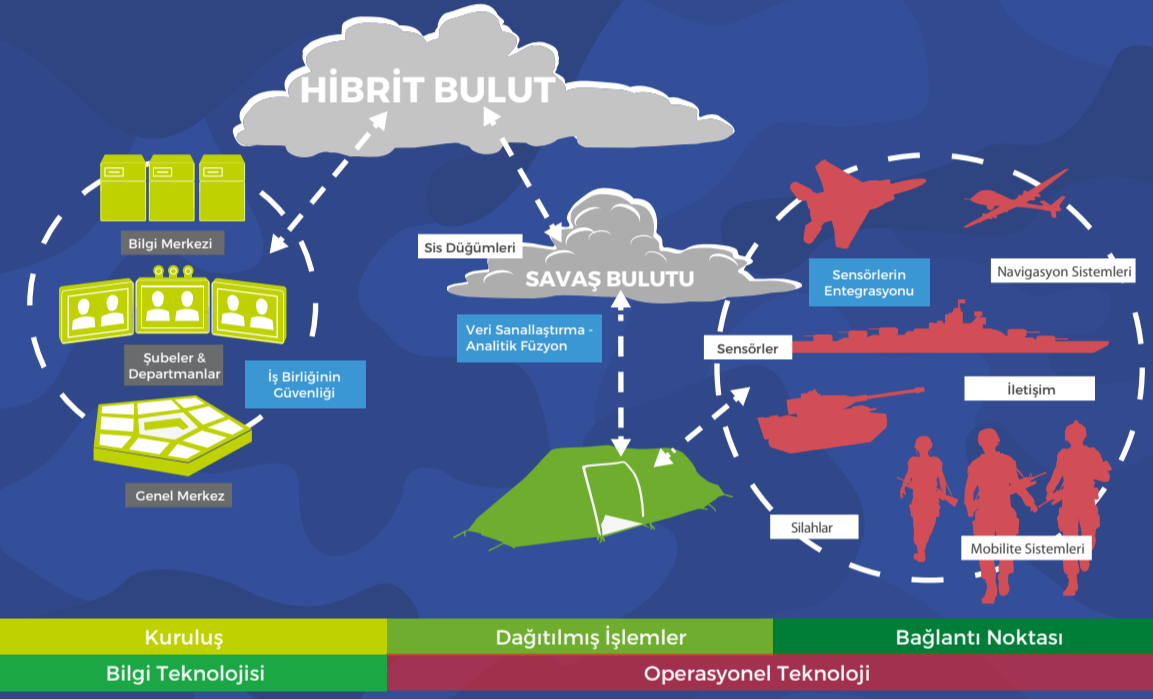 HİBRİT BULUT
Bilgi Merkezi
Şubeler &
Departmanlar
İş Birliğinin
Güvenliği
Genel Merkez
Sis Düğümleri
SAVAŞ BULUTU
Veri Sanallaştırma -
Analitik Füzyon
Sensörlerin
Entegrasyonu
Navigasyon Sistemleri
Sensörler
İletişim
Silahlar
Mobilite Sistemleri
Kuruluş
Dağıtılmış İşlemler
Bağlantı Noktası
Bilgi Teknolojisi
Operasyonel Teknoloji